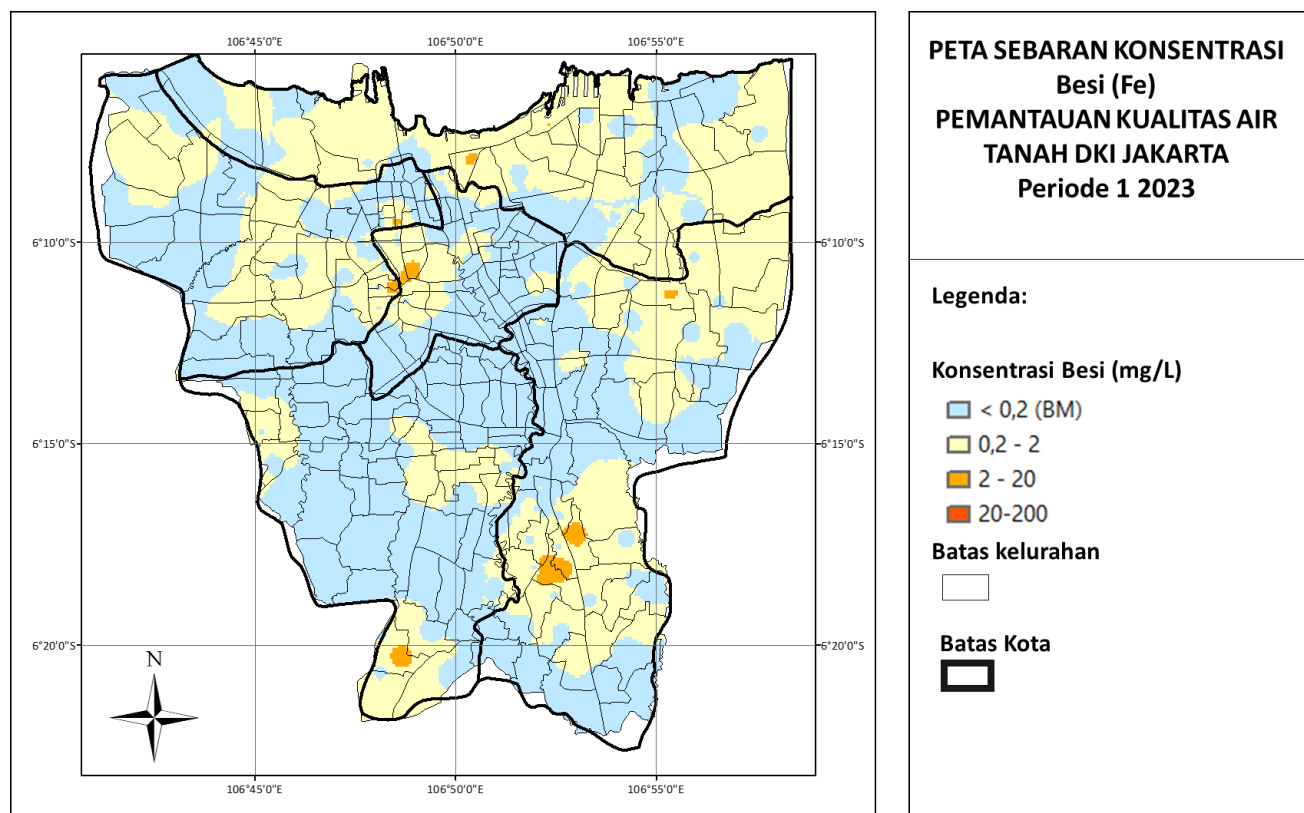 106°45'0"E 106°50'0"E 106°55'0"E
6°10'0"S 6°10'0"S
6°15'0"S 6°15'0"S
6°20'0"S 6°20'0"S
N
106°45'0"E 106°50'0"E 106°55'0"E
PETA SEBARAN KONSENTRASI
Besi (Fe)
PEMANTAUAN KUALITAS AIR
TANAH DKI JAKARTA
Periode 1 2023
Legenda:
Konsentrasi Besi (mg/L)
< 0,2 (BM)
0,2 - 2
2 - 20
20-200
Batas kelurahan
Batas Kota